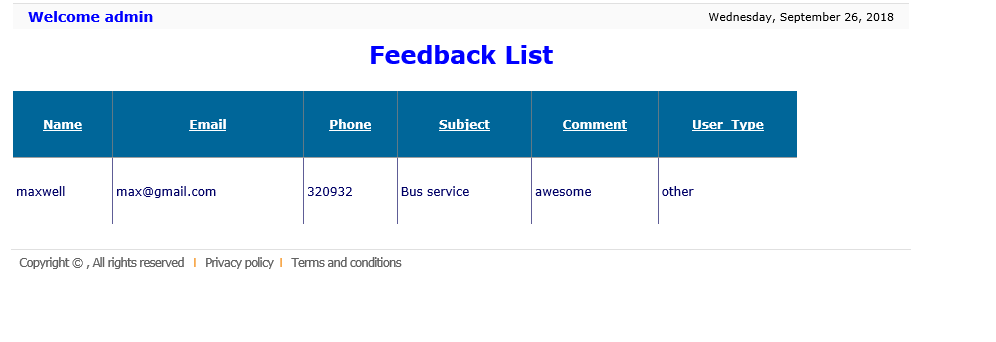 Welcome admin Wednesday, September 26, 2018
Feedback List
Name Email Phone Subject Comment User_Type
maxwell max@gmail.com 320932 Bus service awesome other
Copyright © , All rights reserved | Privacy policy | Terms and conditions